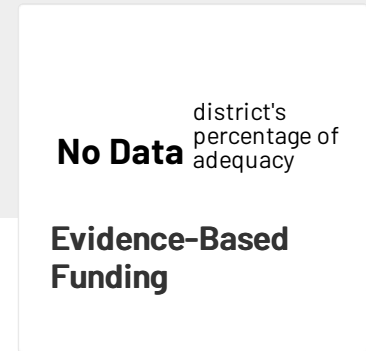 district's
No Data percentage of
adequacy
Evidence-Based
Funding